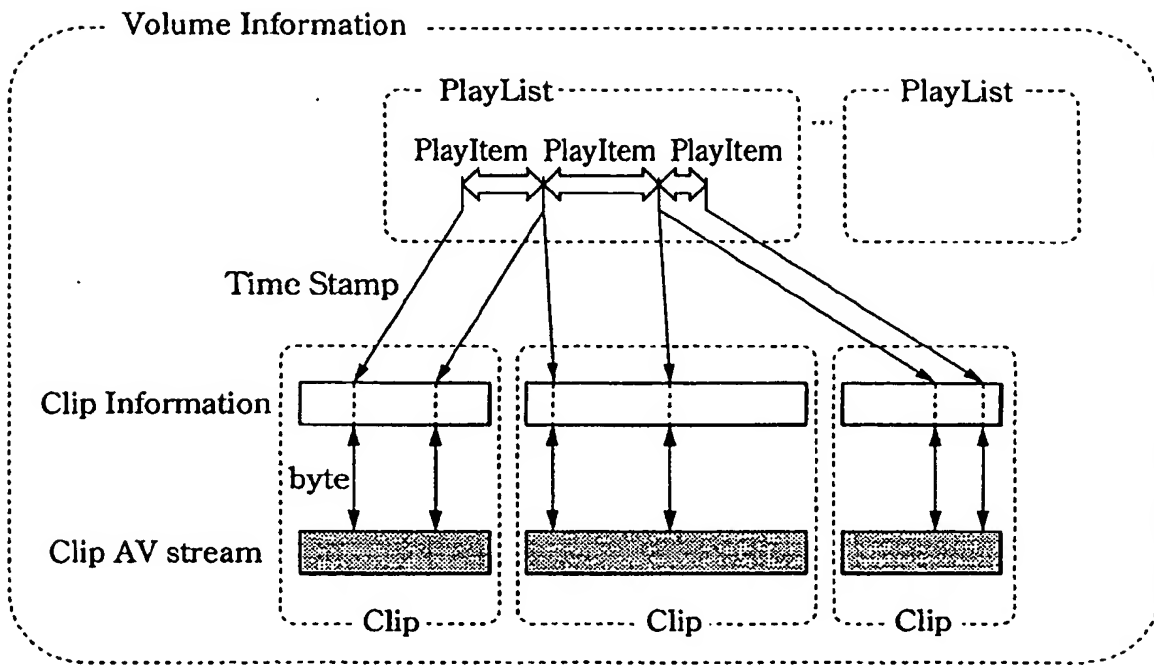 Volume Information
PlayList
PlayList
...
PlayItem PlayItem PlayItem
Time Stamp
Clip Information
byte
Clip AV stream
Clip
Clip
Clip